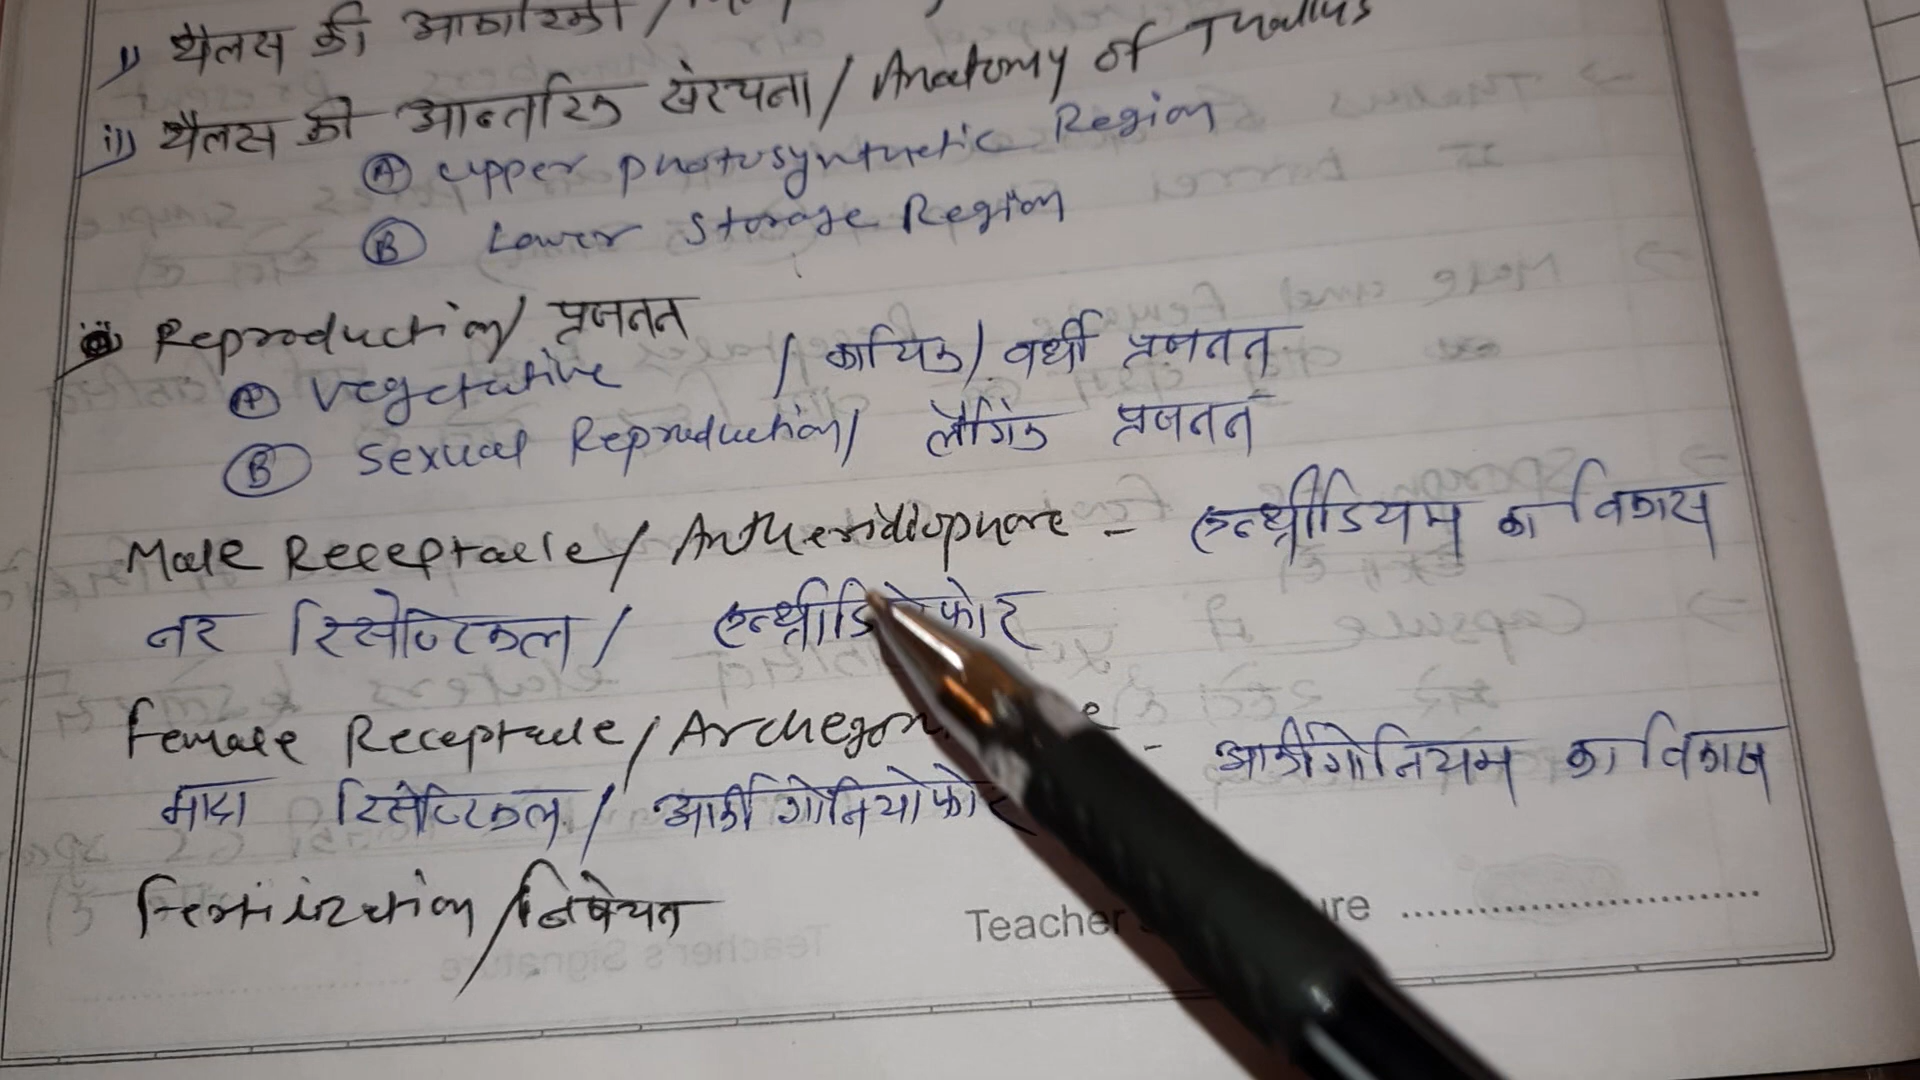 i) थैलस की आकारिकी /
ii) थैलस की आन्तरिक संरचना / Anatomy of Thallus
(A) upper photosynthetic Region
(B) Lower Storage Region
Reproduction / प्रजनन
(A) vegetative / कायिक / वर्धी प्रजनन
(B) sexual Reproduction / लैंगिक प्रजनन
Male Receptacle / Antheridiophore - एन्थ्रीडियम का विकास
नर रिसेप्टिकल / एन्थ्रीडियोफोर
Female Receptacle / - आर्कीगोनियम का विकास
मादा रिसेप्टिकल / आर्कीगोनियोफोर
Fertilization / निषेचन
Teacher